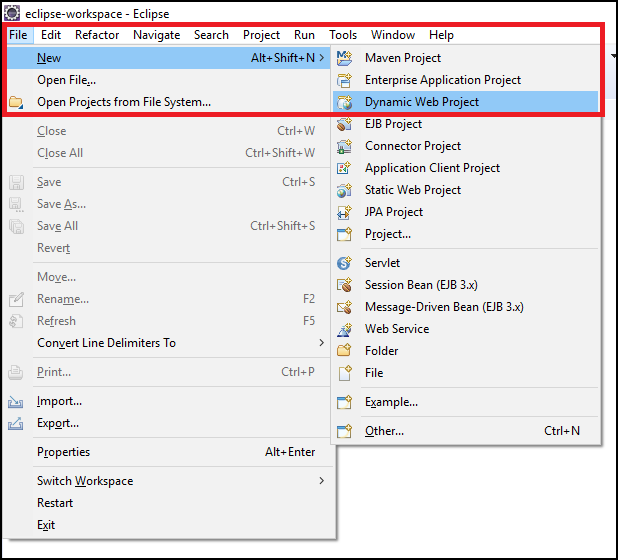 eclipse-workspace - Eclipse
File Edit Refactor Navigate Search Project Run Tools Window Help
New Alt+Shift+N
Open File...
Open Projects from File System...
Close Ctrl+W
Close All Ctrl+Shift+W
Save Ctrl+S
Save As...
Save All Ctrl+Shift+S
Revert
Move...
Rename... F2
Refresh F5
Convert Line Delimiters To
Print... Ctrl+P
Import...
Export...
Properties Alt+Enter
Switch Workspace
Restart
Exit
Maven Project
Enterprise Application Project
Dynamic Web Project
EJB Project
Connector Project
Application Client Project
Static Web Project
JPA Project
Project...
Servlet
Session Bean (EJB 3.x)
Message-Driven Bean (EJB 3.x)
Web Service
Folder
File
Example...
Other... Ctrl+N